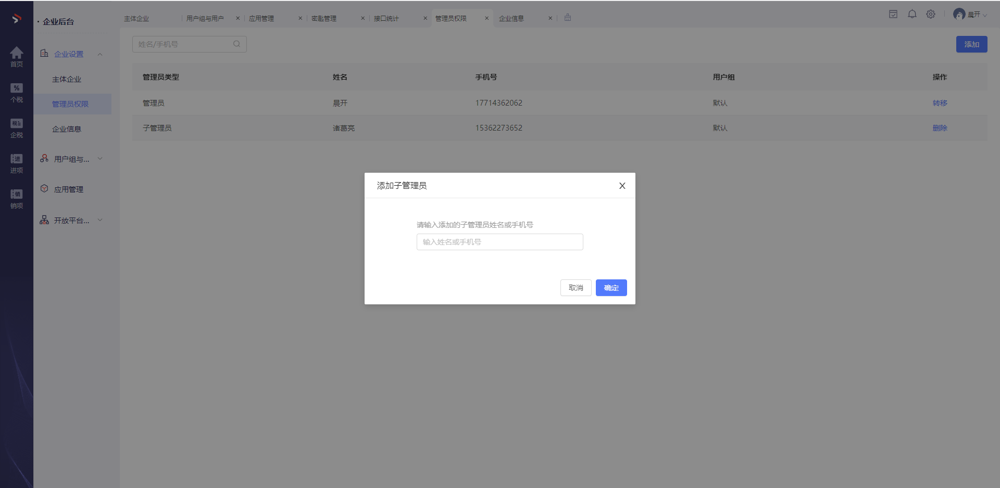 首页
个税
企税
进项
销项
企业后台
企业设置
主体企业
管理员权限
企业信息
用户组与...
应用管理
开放平台...
主体企业
用户组与用户
应用管理
密匙管理
接口统计
管理员权限
企业信息
晨开
姓名/手机号
添加
管理员类型 姓名 手机号 用户组 操作
管理员 晨开 17714362062 默认 转移
子管理员 诸葛亮 15362273652 默认 删除
添加子管理员
请输入添加的子管理员姓名或手机号
输入姓名或手机号
取消 确定